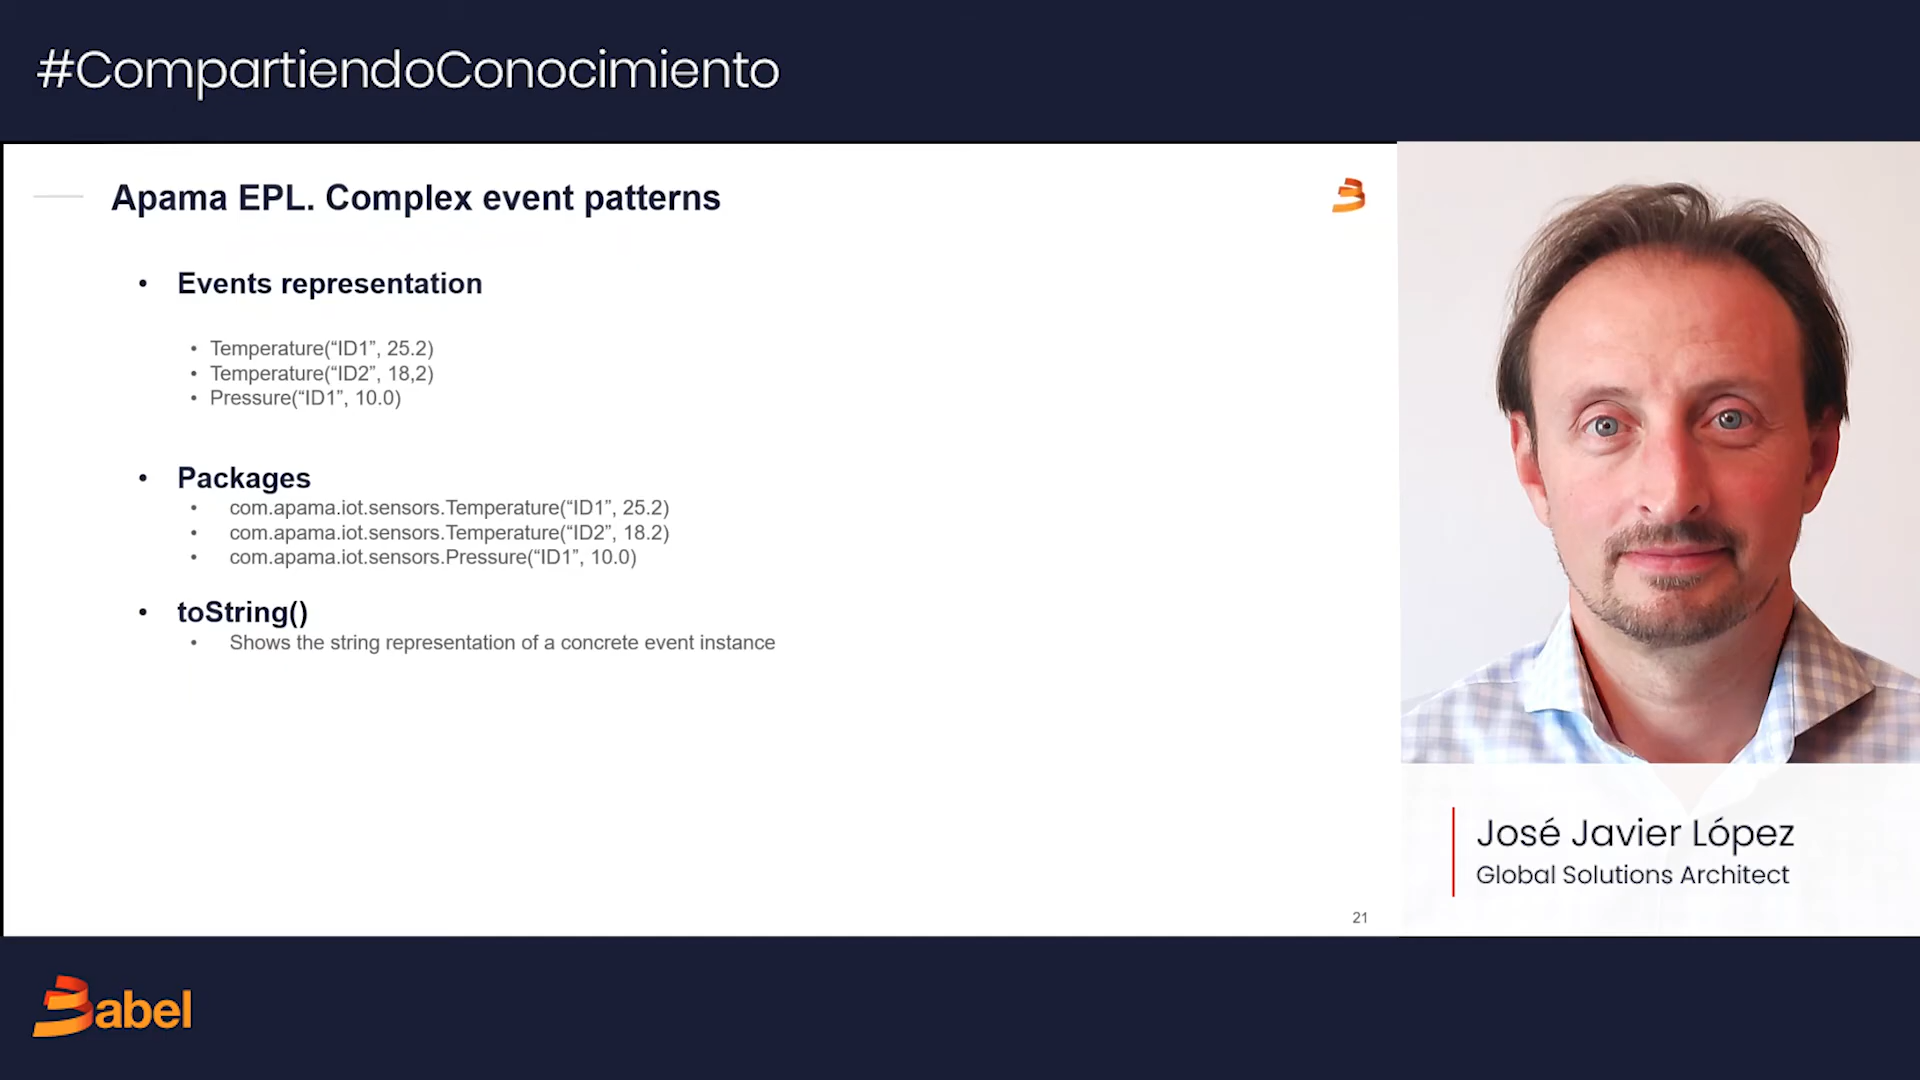 #CompartiendoConocimiento
Apama EPL. Complex event patterns
• Events representation
• Temperature(“ID1”, 25.2)
• Temperature(“ID2”, 18,2)
• Pressure(“ID1”, 10.0)
• Packages
• com.apama.iot.sensors.Temperature(“ID1”, 25.2)
• com.apama.iot.sensors.Temperature(“ID2”, 18.2)
• com.apama.iot.sensors.Pressure(“ID1”, 10.0)
• toString()
• Shows the string representation of a concrete event instance
21
José Javier López
Global Solutions Architect
Babel